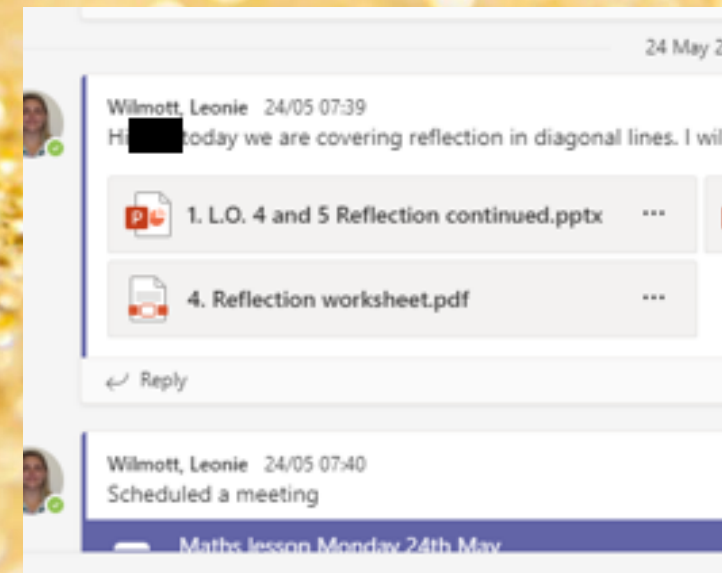 24 May 2
Wilmott, Leonie 24/05 07:39
Hi today we are covering reflection in diagonal lines. I wil
1. L.O. 4 and 5 Reflection continued.pptx ...
4. Reflection worksheet.pdf ...
Reply
Wilmott, Leonie 24/05 07:40
Scheduled a meeting
Maths lesson Monday 24th May